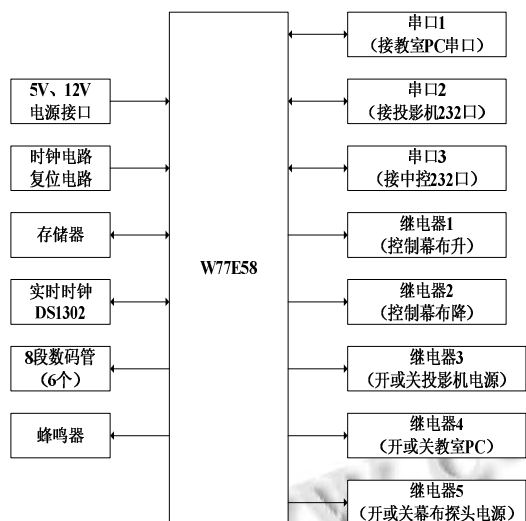 5V、12V
电源接口
时钟电路
复位电路
存储器
实时时钟
DS1302
8段数码管
（6个）
蜂鸣器
W77E58
串口1
（接教室PC串口）
串口2
（接投影机232口）
串口3
（接中控232口）
继电器1
（控制幕布升）
继电器2
（控制幕布降）
继电器3
（开或关投影机电源）
继电器4
（开或关教室PC）
继电器5
（开或关幕布探头电源）